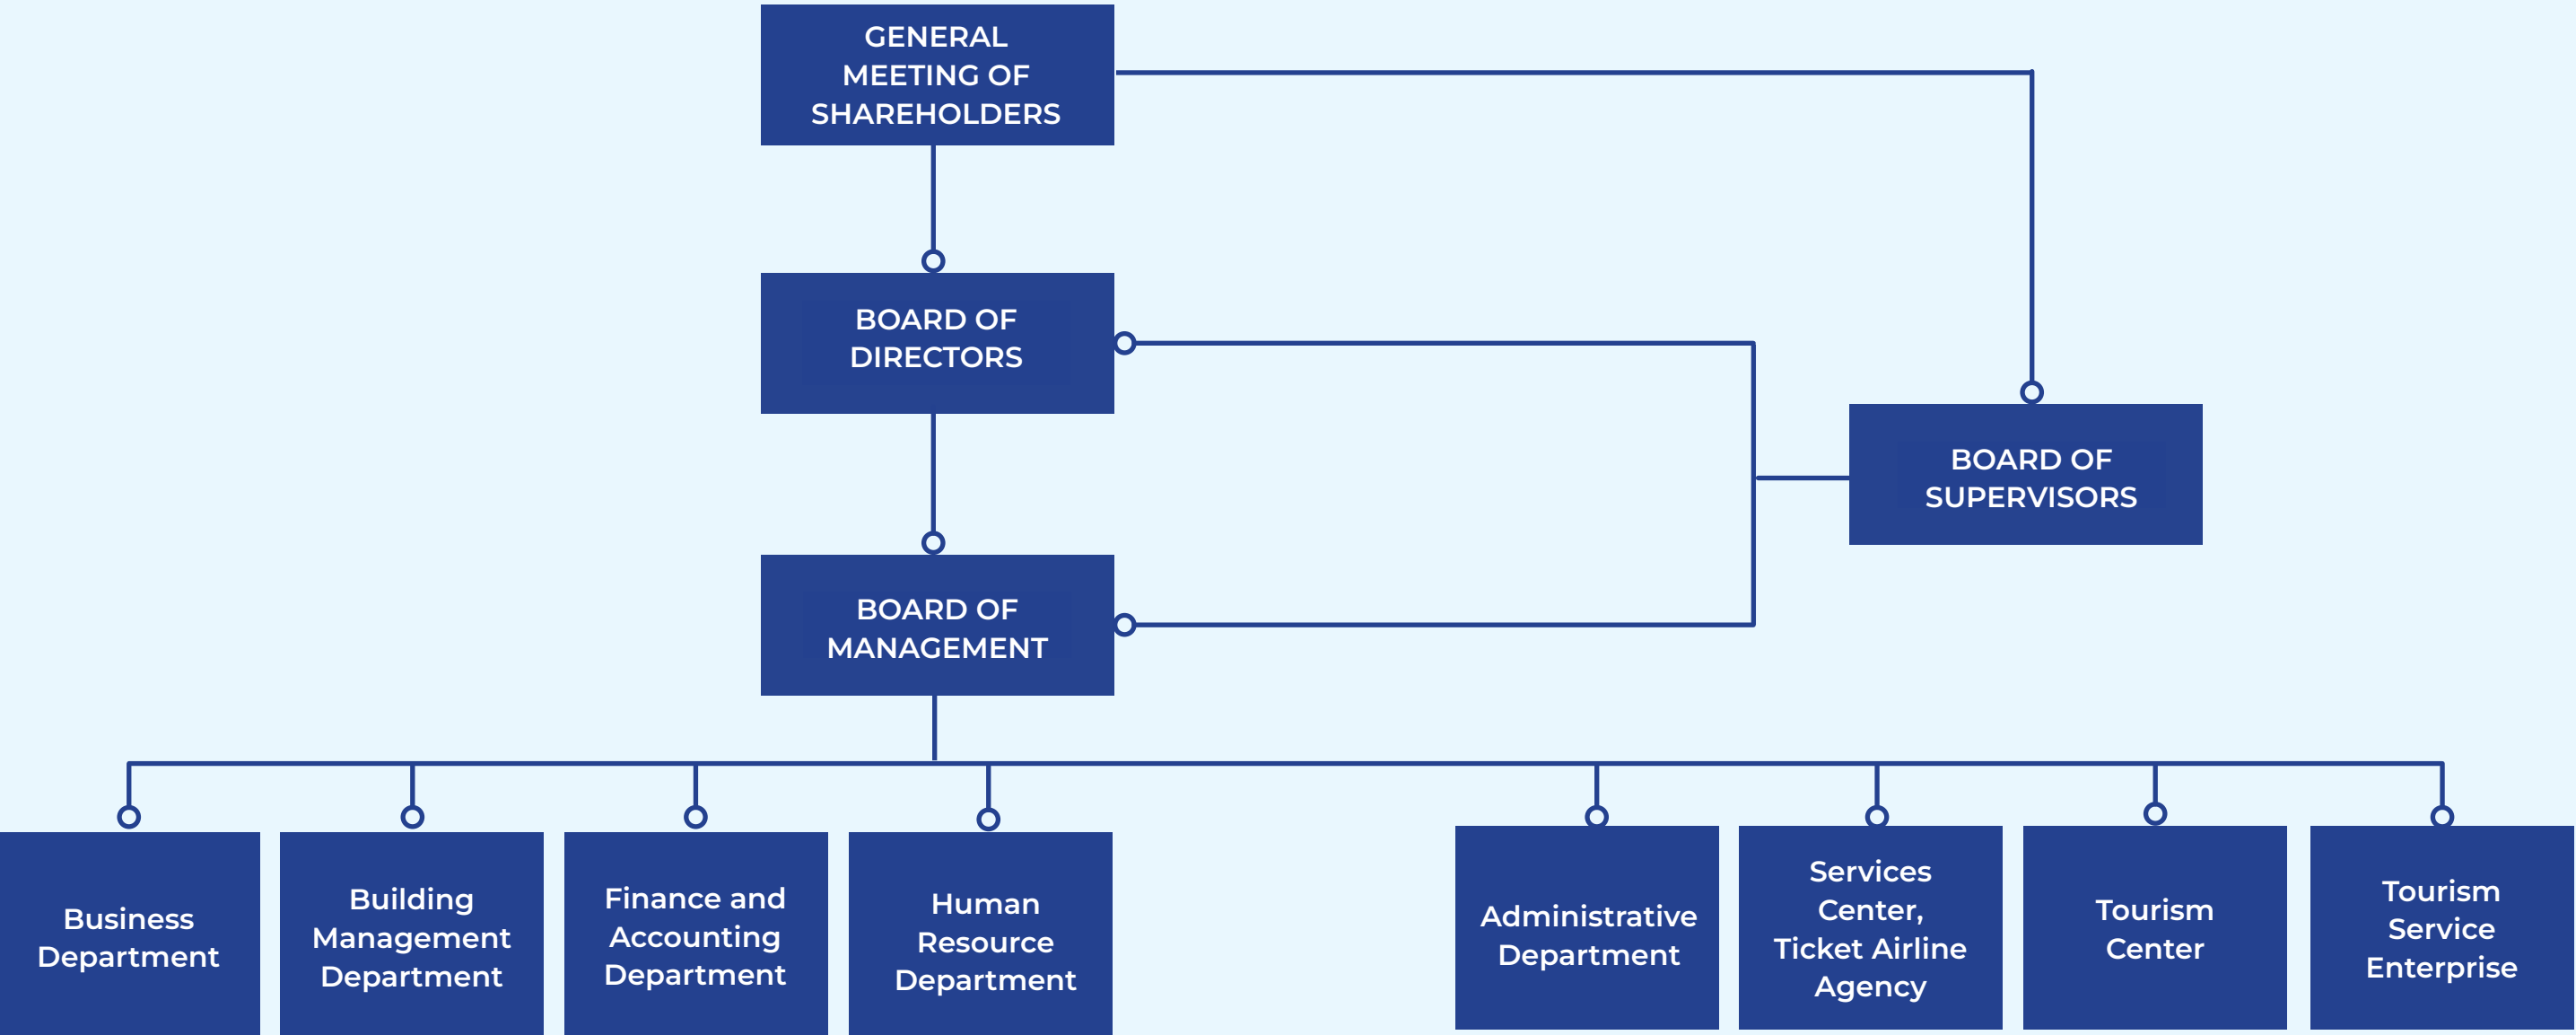 GENERAL
MEETING OF
SHAREHOLDERS
BOARD OF
DIRECTORS
BOARD OF
SUPERVISORS
BOARD OF
MANAGEMENT
Business
Department
Building
Management
Department
Finance and
Accounting
Department
Human
Resource
Department
Administrative
Department
Services
Center,
Ticket Airline
Agency
Tourism
Center
Tourism
Service
Enterprise